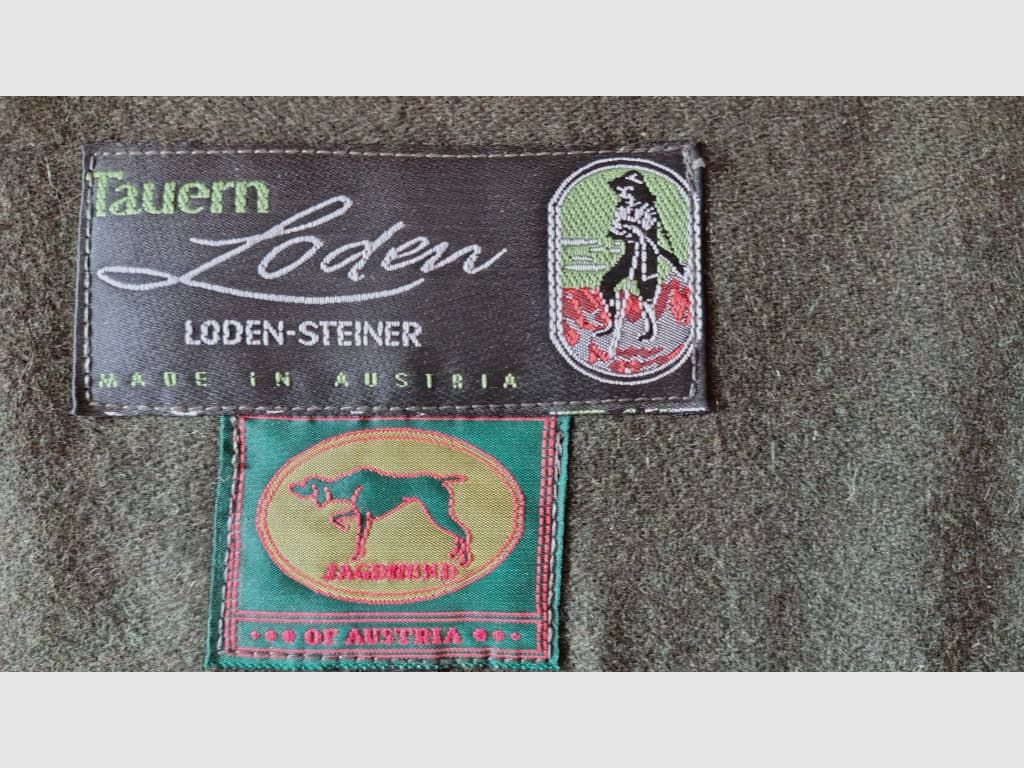 Tauern
Loden
LODEN-STEINER
MADE IN AUSTRIA
JAGDHUND
OF AUSTRIA